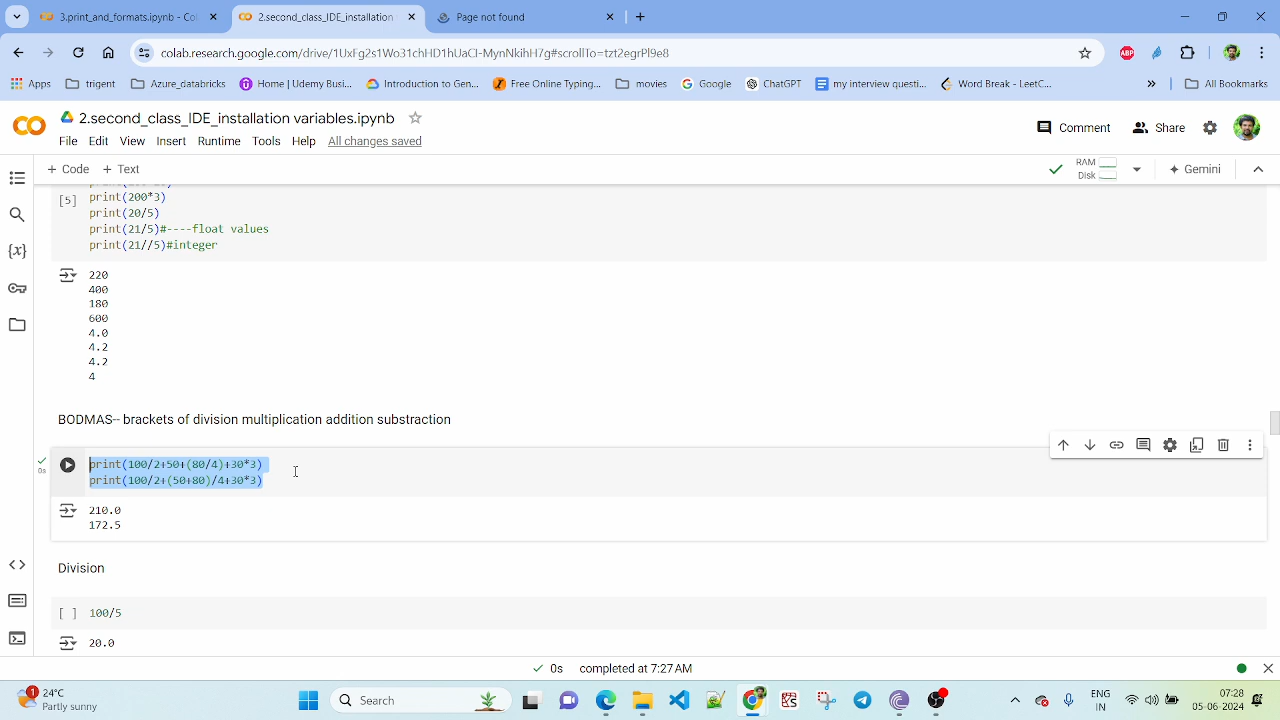 3.print_and_formats.ipynb - Col
2.second_class_IDE_installation
Page not found
colab.research.google.com/drive/1UxFg2s1Wo31chHD1hUaCI-MynNkihH7g#scrollTo=tzt2egrPl9e8
ABP
Apps
trigent
Azure_databricks
Home | Udemy Busi...
Introduction to Gen...
Free Online Typing...
movies
Google
ChatGPT
my interview questi...
Word Break - LeetC...
All Bookmarks
2.second_class_IDE_installation variables.ipynb
File Edit View Insert Runtime Tools Help All changes saved
Comment
Share
+ Code + Text
RAM
Disk
Gemini
[5]
print(200*3)
print(20/5)
print(21/5)#----float values
print(21//5)#integer
220
400
180
600
4.0
4.2
4.2
4
BODMAS-- brackets of division multiplication addition substraction
0s
print(100/2+50+(80/4)+30*3)
print(100/2+(50+80)/4+30*3)
210.0
172.5
Division
[ ] 100/5
20.0
0s completed at 7:27 AM
1
24°C
Partly sunny
Search
ENG
IN
07:28
05-06-2024